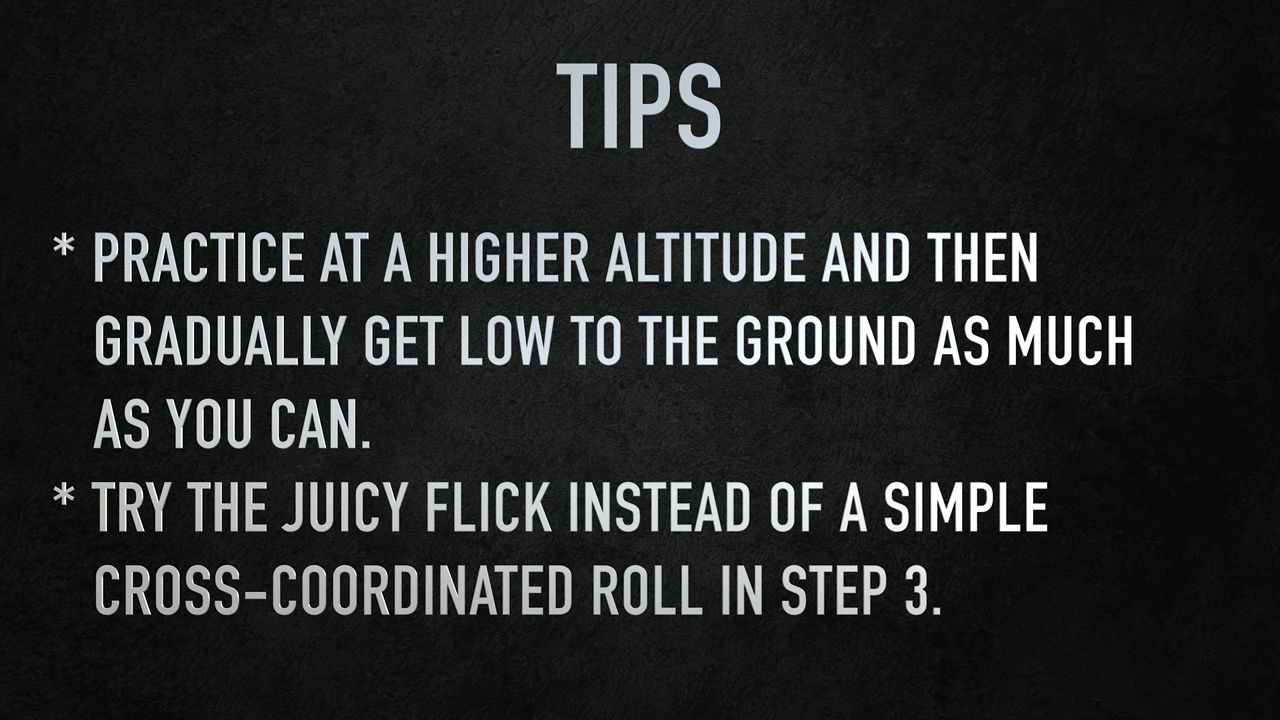 TIPS
* PRACTICE AT A HIGHER ALTITUDE AND THEN
GRADUALLY GET LOW TO THE GROUND AS MUCH
AS YOU CAN.
* TRY THE JUICY FLICK INSTEAD OF A SIMPLE
CROSS-COORDINATED ROLL IN STEP 3.